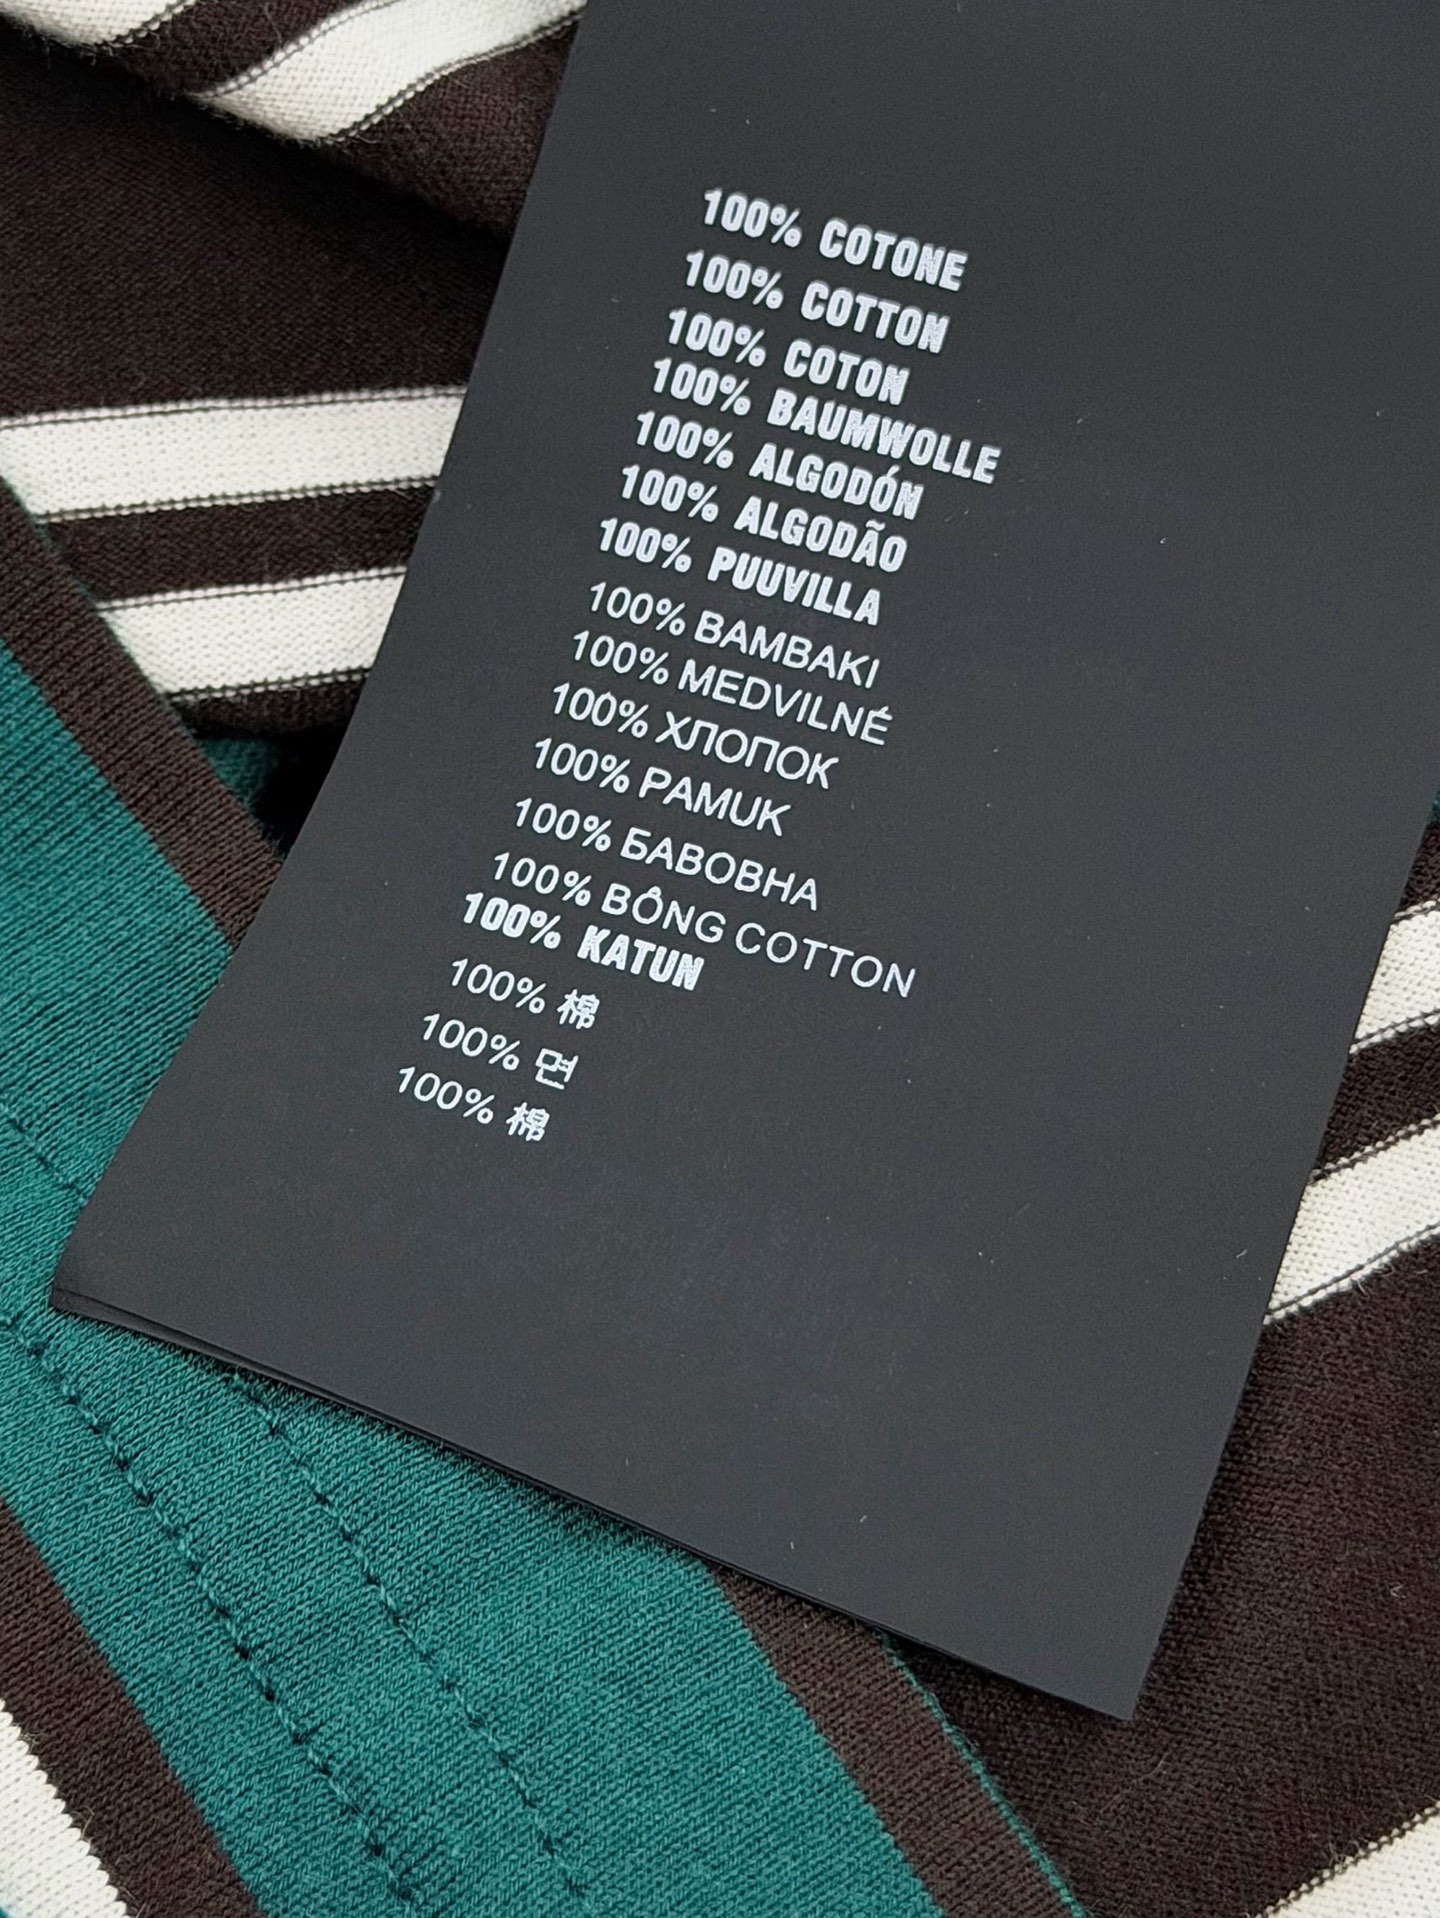 100% COTONE
100% COTTON
100% COTON
100% BAUMWOLLE
100% ALGODÓN
100% ALGODÃO
100% PUUVILLA
100% BAMBAKI
100% MEDVILNÉ
100% ХЛОПОК
100% PAMUK
100% БАВОВНА
100% BÔNG COTTON
100% KATUN
100% 棉
100% 면
100% 棉